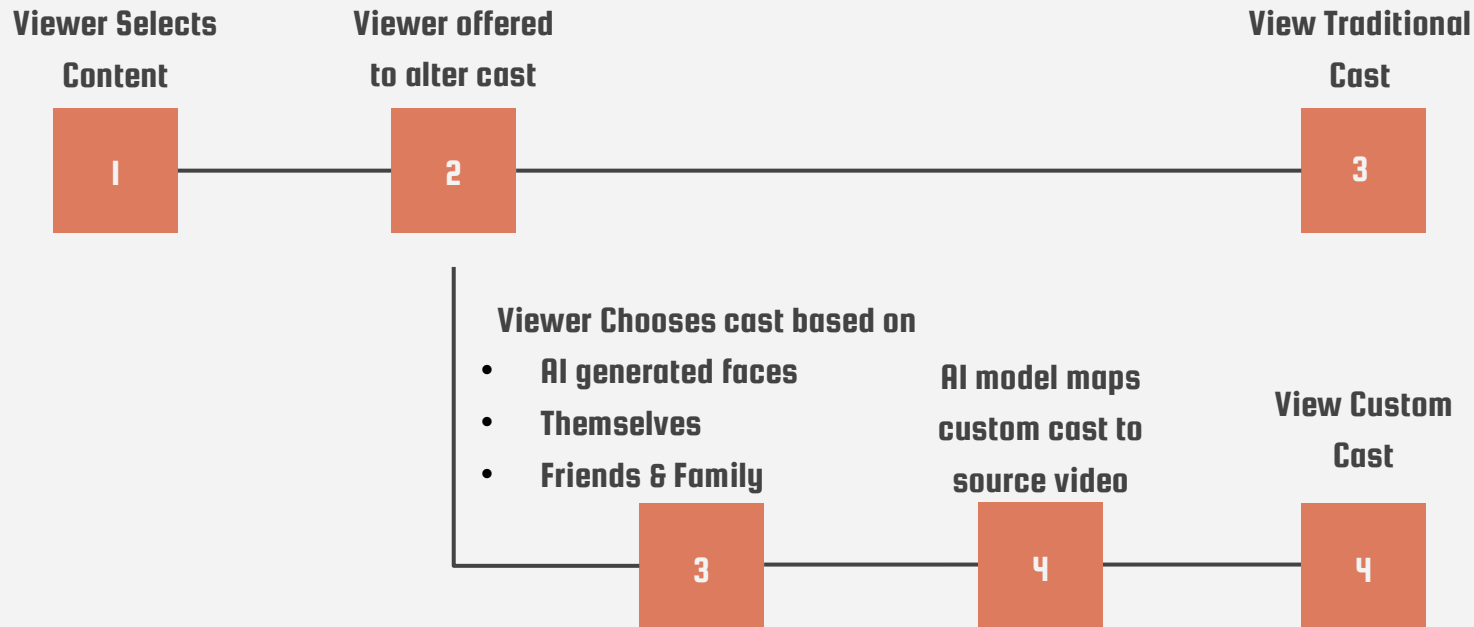 Viewer Selects
Content
Viewer offered
to alter cast
View Traditional
Cast
1
2
3
Viewer Chooses cast based on
• AI generated faces
• Themselves
• Friends & Family
AI model maps
custom cast to
source video
View Custom
Cast
3
4
4